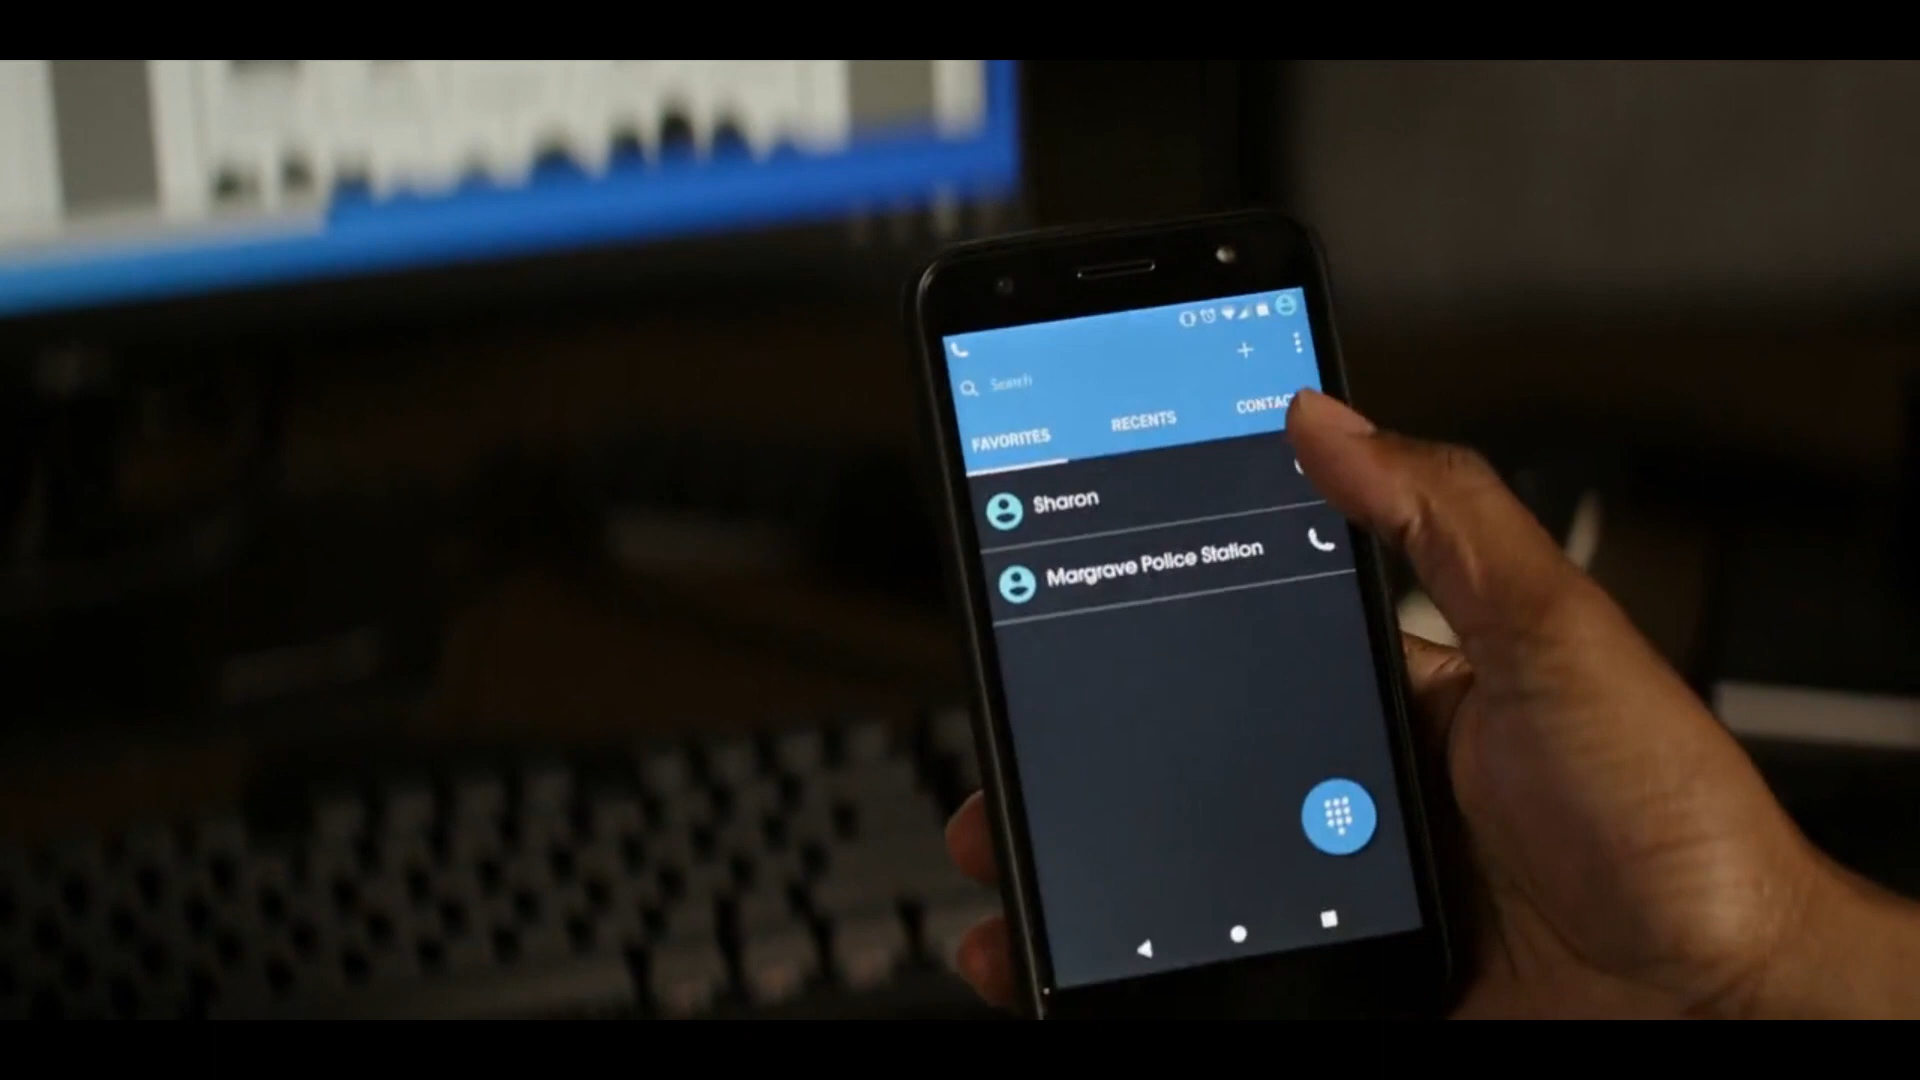 Search
FAVORITES
RECENTS
CONTAC
Sharon
Margrave Police Station